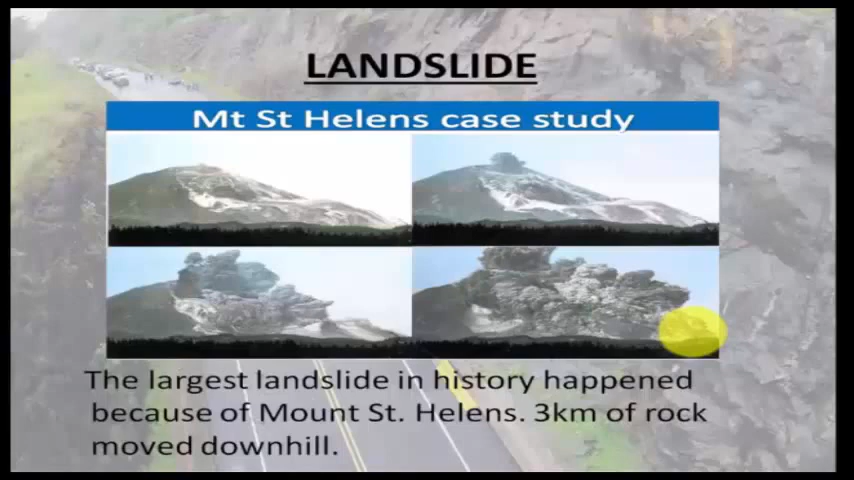 LANDSLIDE
Mt St Helens case study
The largest landslide in history happened
because of Mount St. Helens. 3km of rock
moved downhill.